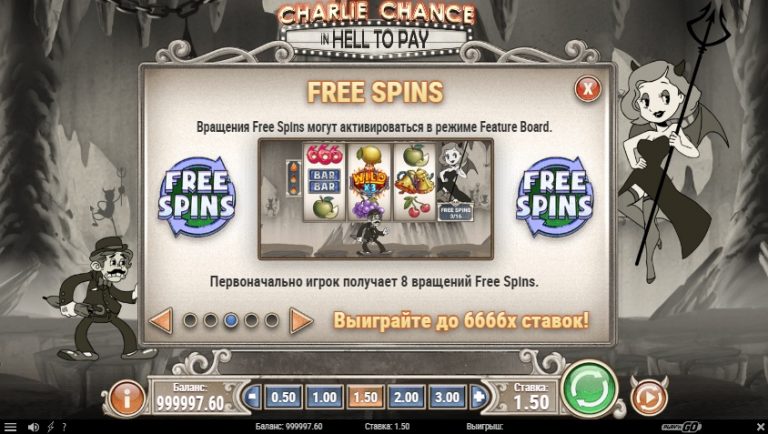 CHARLIE CHANCE
IN HELL TO PAY
FREE SPINS
X
Вращения Free Spins могут активироваться в режиме Feature Board.
FREE SPINS
666
BAR
BAR
WILD
X3
FREE SPINS
FREE SPINS
Первоначально игрок получает 8 вращений Free Spins.
Выиграйте до 6666x ставок!
i
Баланс:
999997.60
- 0.50 1.00 1.50 2.00 3.00 +
Ставка:
1.50
? Баланс: 999997.60 Ставка: 1.50 Выигрыш: PLAY'N GO